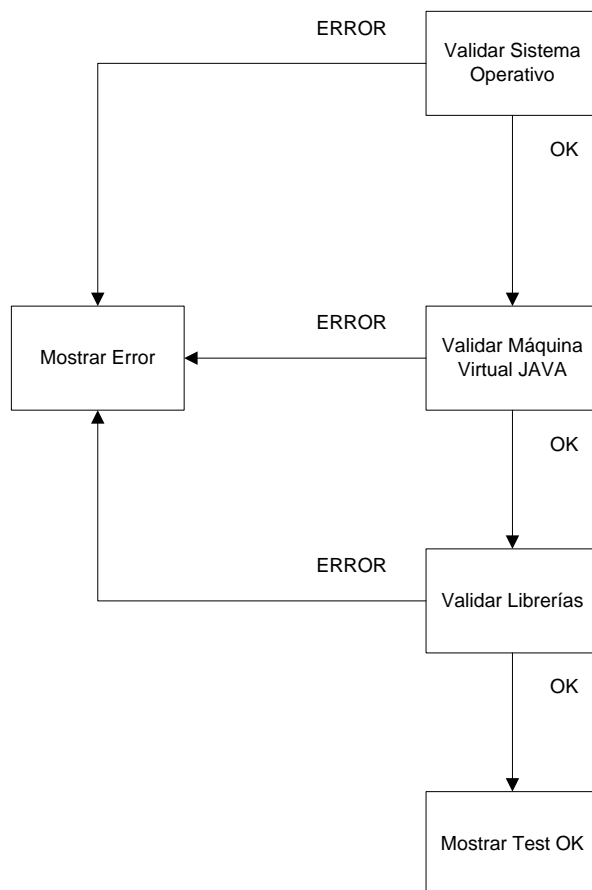 ERROR
Validar Sistema
Operativo
OK
Mostrar Error
ERROR
Validar Máquina
Virtual JAVA
OK
ERROR
Validar Librerías
OK
Mostrar Test OK